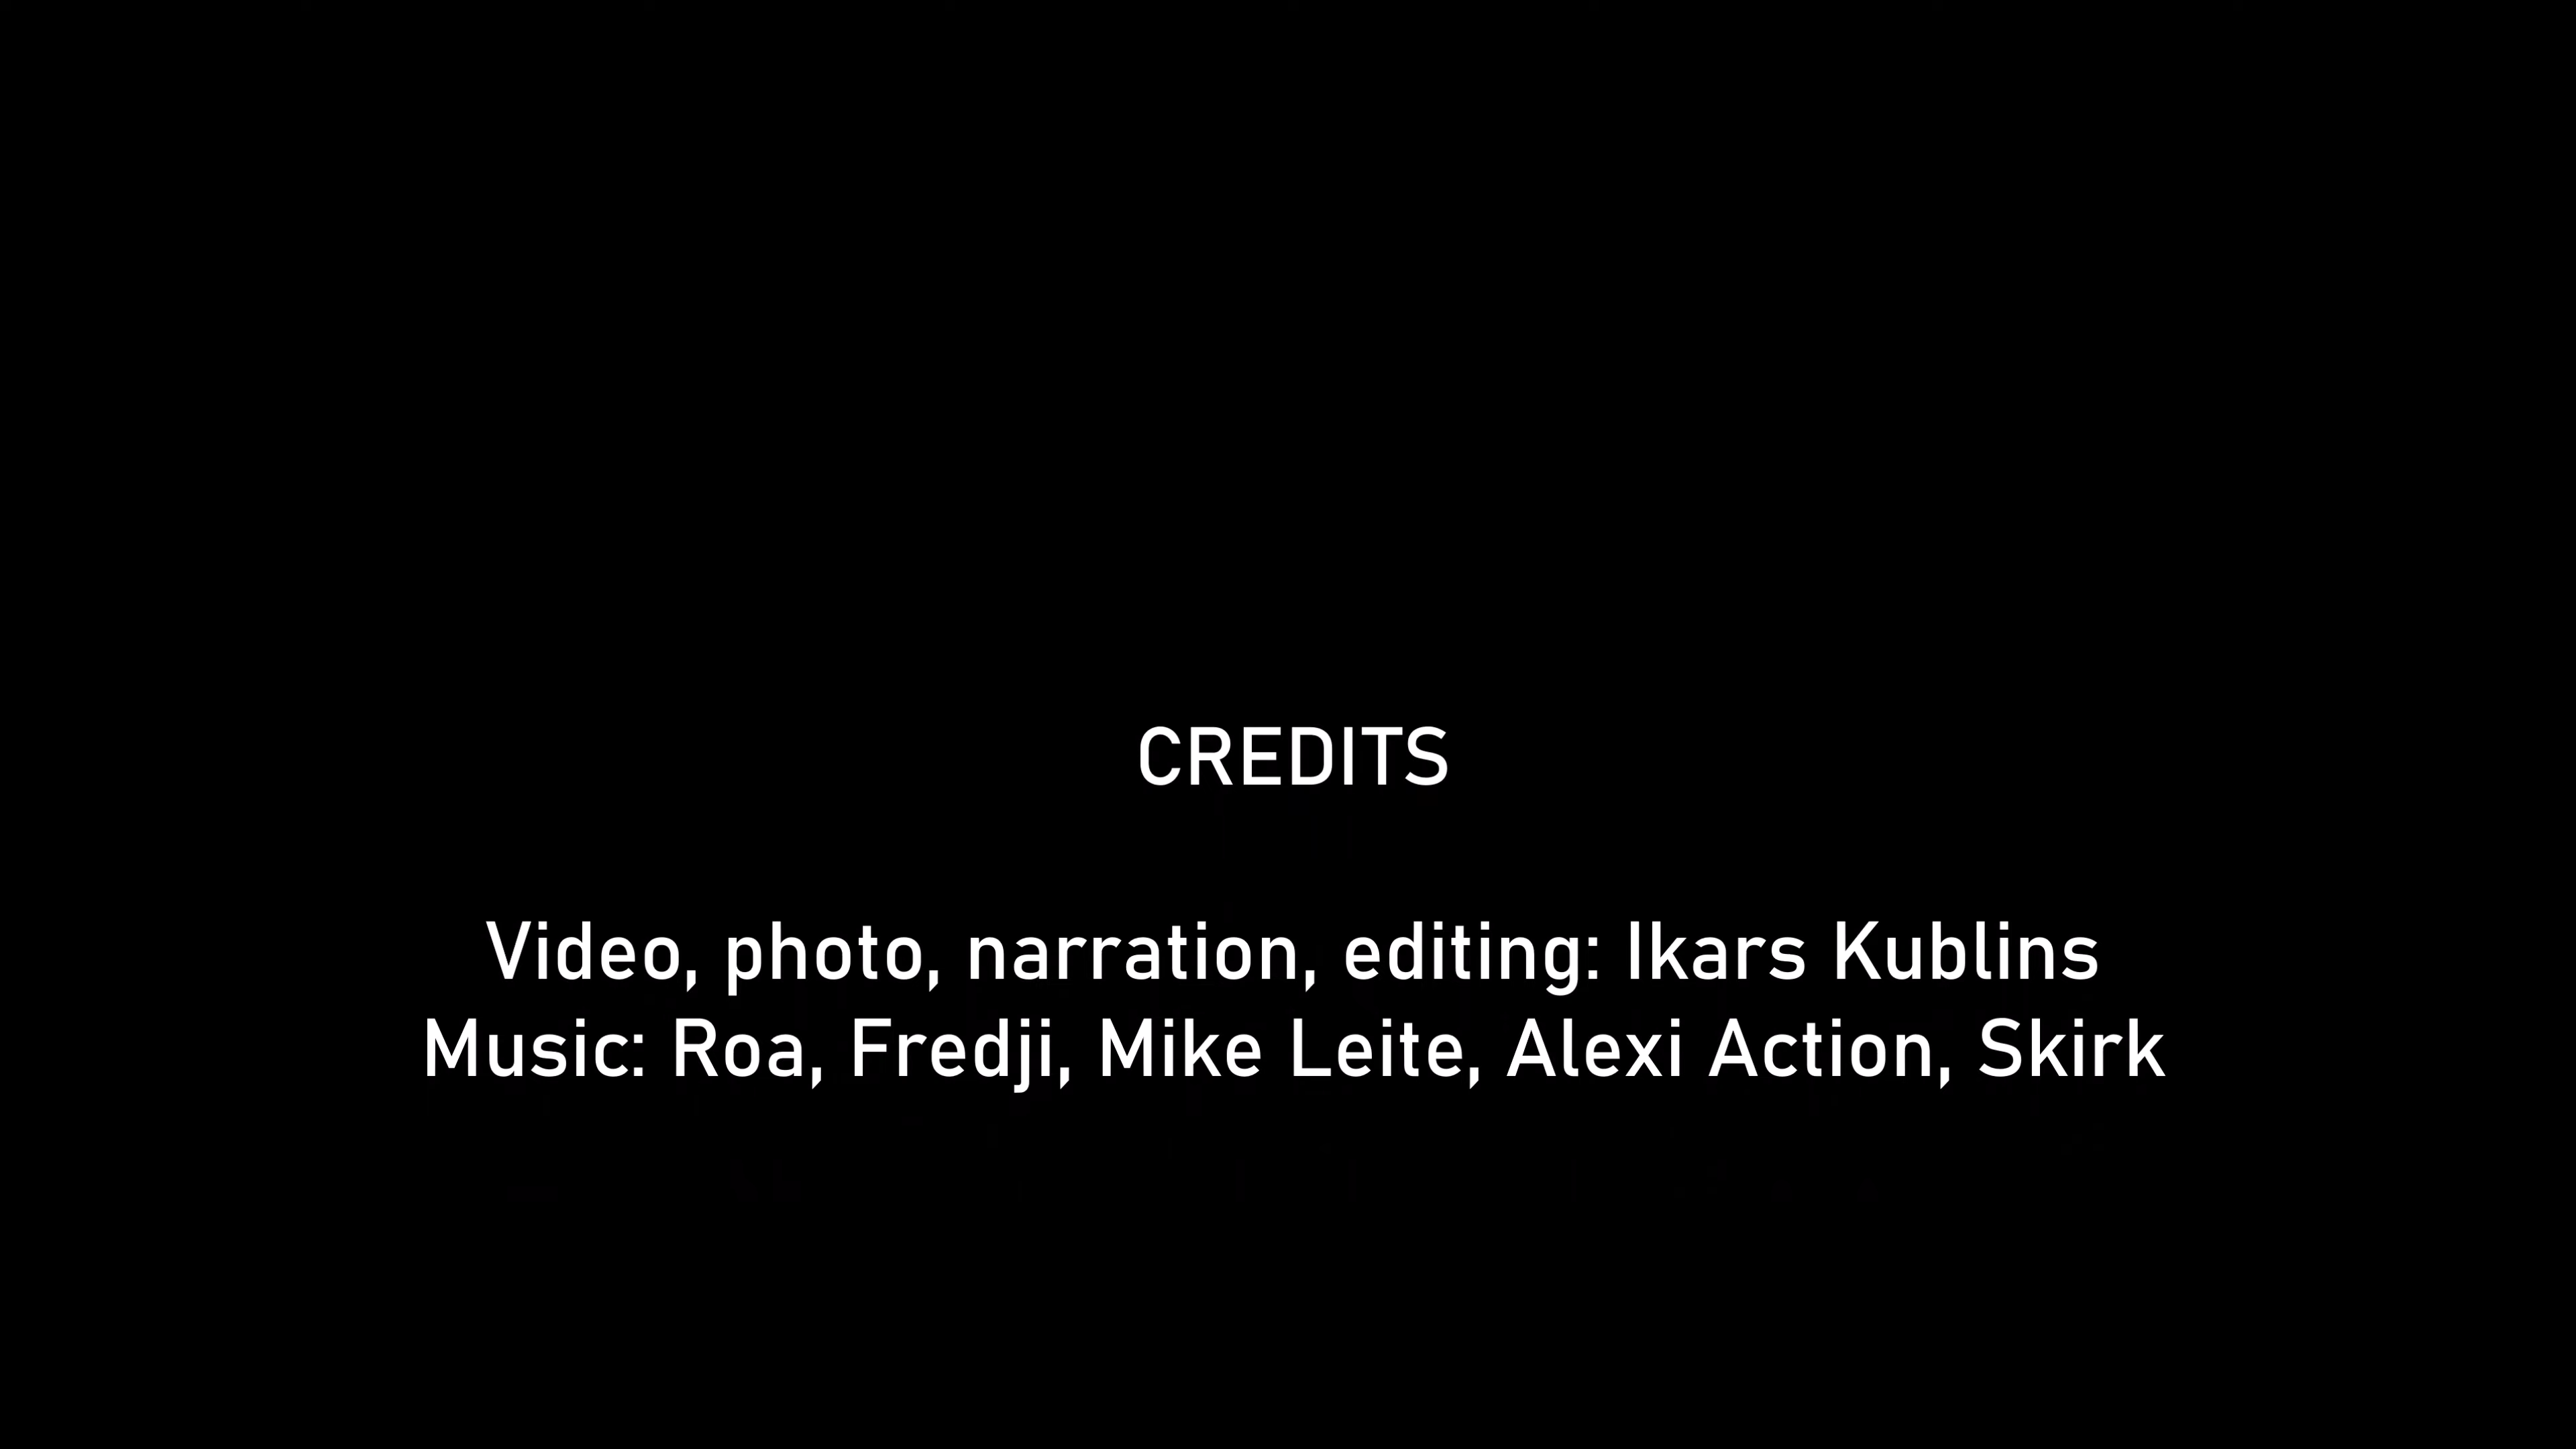 CREDITS
Video, photo, narration, editing: Ikars Kublins
Music: Roa, Fredji, Mike Leite, Alexi Action, Skirk